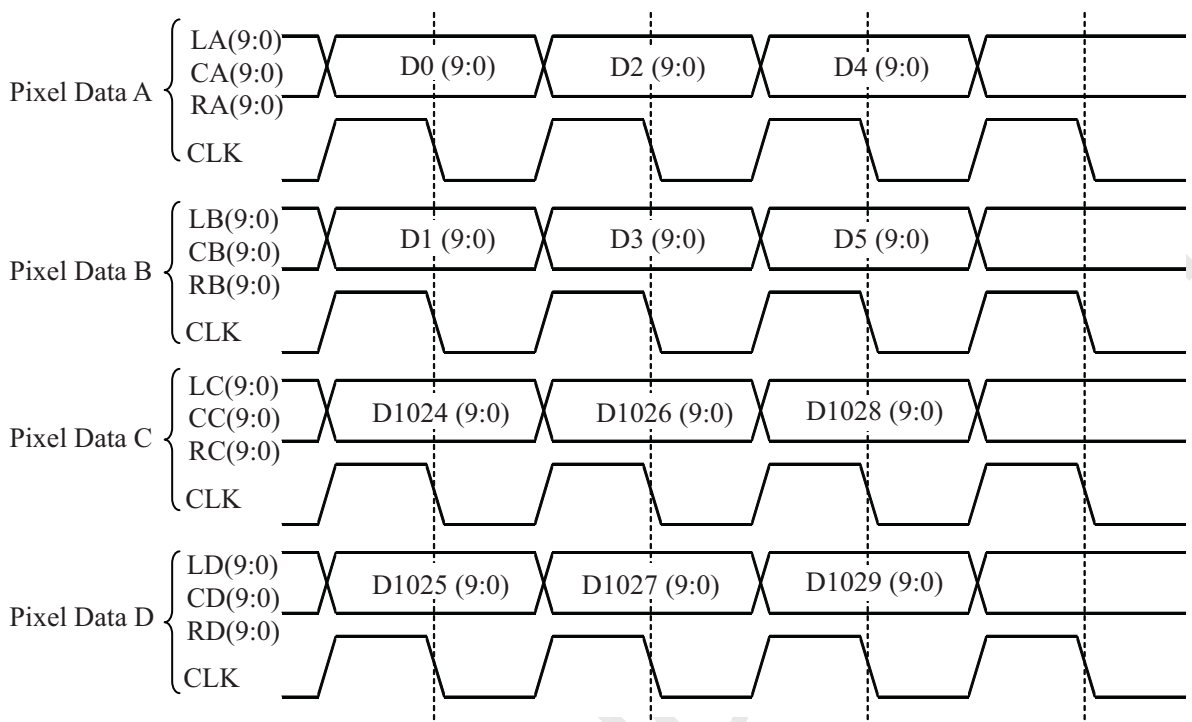 LA(9:0)
Pixel Data A
CA(9:0)
RA(9:0)
D0 (9:0)
D2 (9:0)
D4 (9:0)
CLK
LB(9:0)
Pixel Data B
CB(9:0)
RB(9:0)
D1 (9:0)
D3 (9:0)
D5 (9:0)
CLK
LC(9:0)
Pixel Data C
CC(9:0)
RC(9:0)
D1024 (9:0)
D1026 (9:0)
D1028 (9:0)
CLK
LD(9:0)
Pixel Data D
CD(9:0)
RD(9:0)
D1025 (9:0)
D1027 (9:0)
D1029 (9:0)
CLK